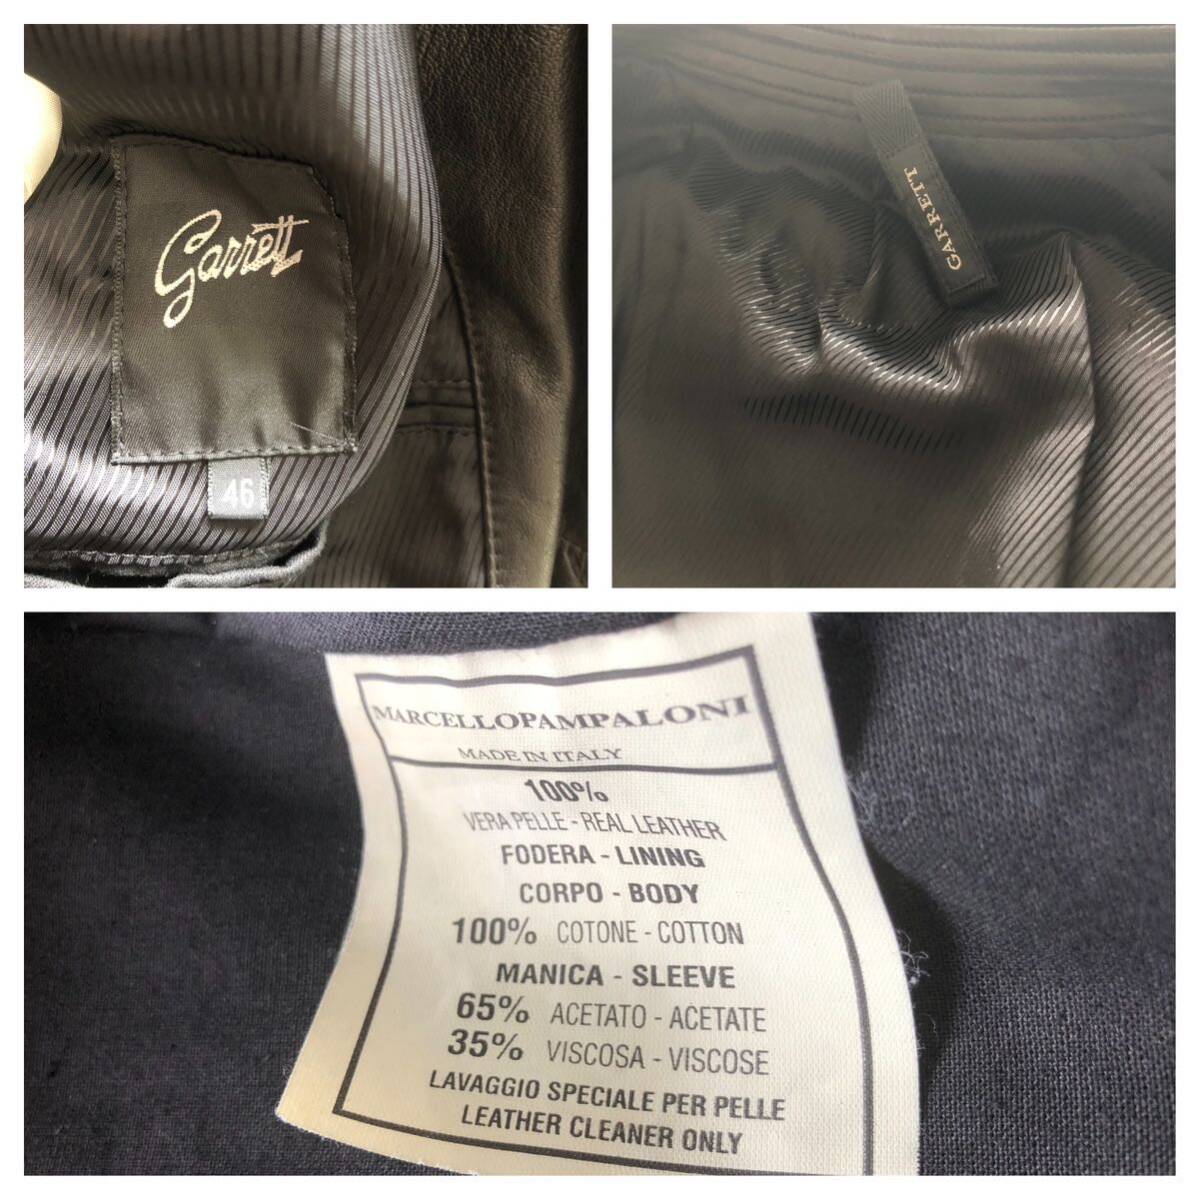 Garrett
46
GARRETT
MARCELLOPAMPALONI
MADE IN ITALY
100%
VERA PELLE - REAL LEATHER
FODERA - LINING
CORPO - BODY
100% COTONE - COTTON
MANICA - SLEEVE
65% ACETATO - ACETATE
35% VISCOSA - VISCOSE
LAVAGGIO SPECIALE PER PELLE
LEATHER CLEANER ONLY